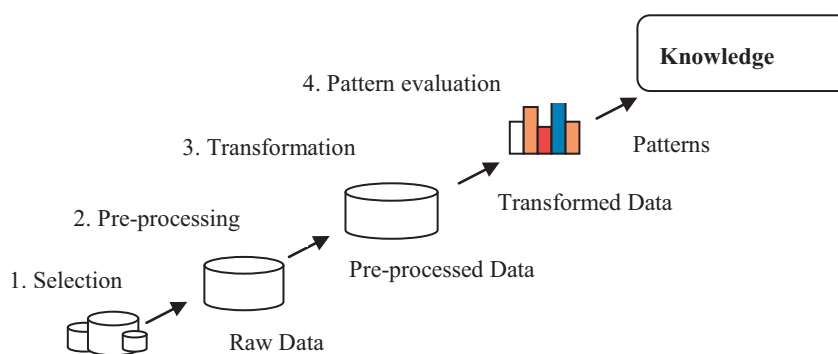 Knowledge
4. Pattern evaluation
Patterns
3. Transformation
Transformed Data
2. Pre-processing
Pre-processed Data
1. Selection
Raw Data